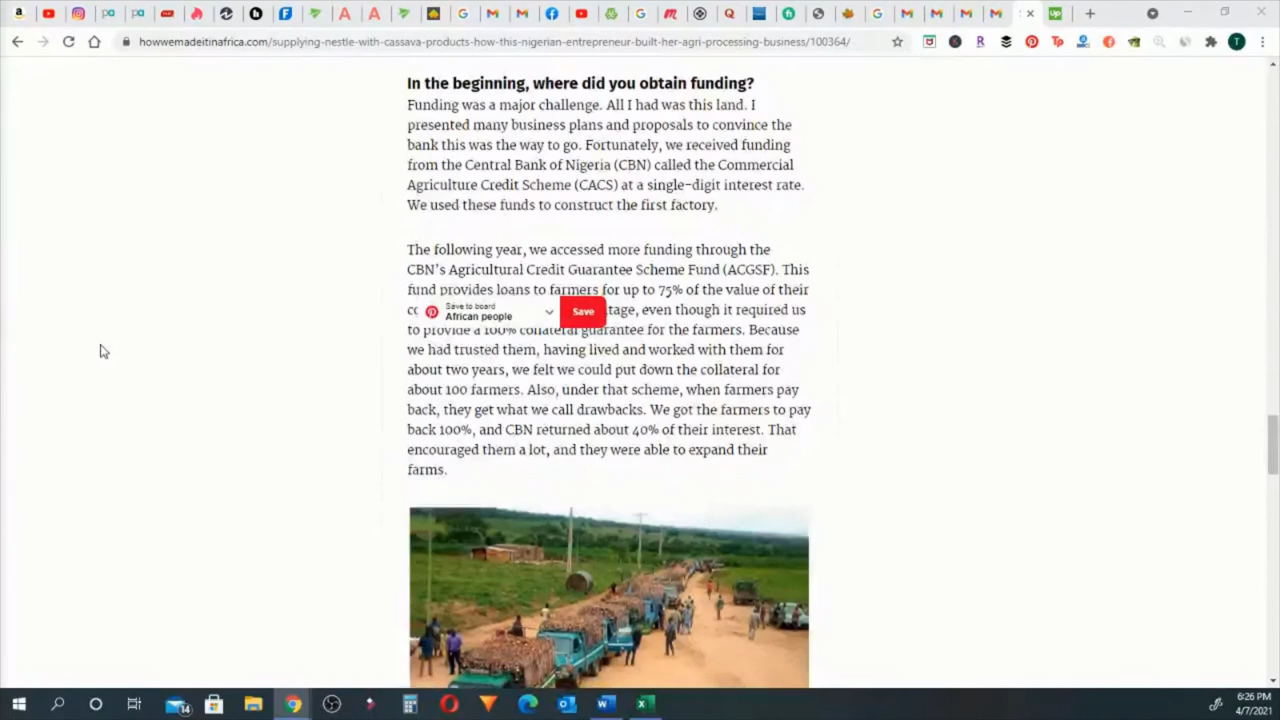 howwemadeitinafrica.com/supplying-nestle-with-cassava-products-how-this-nigerian-entrepreneur-built-her-agri-processing-business/100364/
In the beginning, where did you obtain funding?
Funding was a major challenge. All I had was this land. I
presented many business plans and proposals to convince the
bank this was the way to go. Fortunately, we received funding
from the Central Bank of Nigeria (CBN) called the Commercial
Agriculture Credit Scheme (CACS) at a single-digit interest rate.
We used these funds to construct the first factory.
The following year, we accessed more funding through the
CBN's Agricultural Credit Guarantee Scheme Fund (ACGSF). This
fund provides loans to farmers for up to 75% of the value of their
Save to board
African people
Save
even though it required us
to provide a 100% collateral guarantee for the farmers. Because
we had trusted them, having lived and worked with them for
about two years, we felt we could put down the collateral for
about 100 farmers. Also, under that scheme, when farmers pay
back, they get what we call drawbacks. We got the farmers to pay
back 100%, and CBN returned about 40% of their interest. That
encouraged them a lot, and they were able to expand their
farms.
14
6:26 PM
4/7/2021